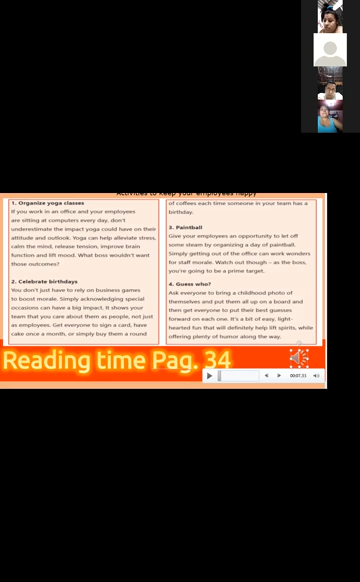 Activities to keep your employees happy
1. Organize yoga classes
If you work in an office and your employees
are sitting at computers every day, don't
underestimate the impact yoga could have on their
attitude and outlook. Yoga can help alleviate stress,
calm the mind, release tension, improve brain
function and lift mood. What boss wouldn't want
those outcomes?
2. Celebrate birthdays
You don't just have to rely on business games
to boost morale. Simply acknowledging special
occasions can have a big impact. It shows your
team that you care about them as people, not just
as employees. Get everyone to sign a card, have
cake once a month, or simply buy them a round
of coffees each time someone in your team has a
birthday.
3. Paintball
Give your employees an opportunity to let off
some steam by organizing a day of paintball.
Simply getting out of the office can work wonders
for staff morale. Watch out though – as the boss,
you're going to be a prime target.
4. Guess who?
Ask everyone to bring a childhood photo of
themselves and put them all up on a board and
then get everyone to put their best guesses
forward on each one. It's a bit of easy, light-
hearted fun that will definitely help lift spirits, while
offering plenty of humor along the way.
Reading time Pag. 34
00:07.51